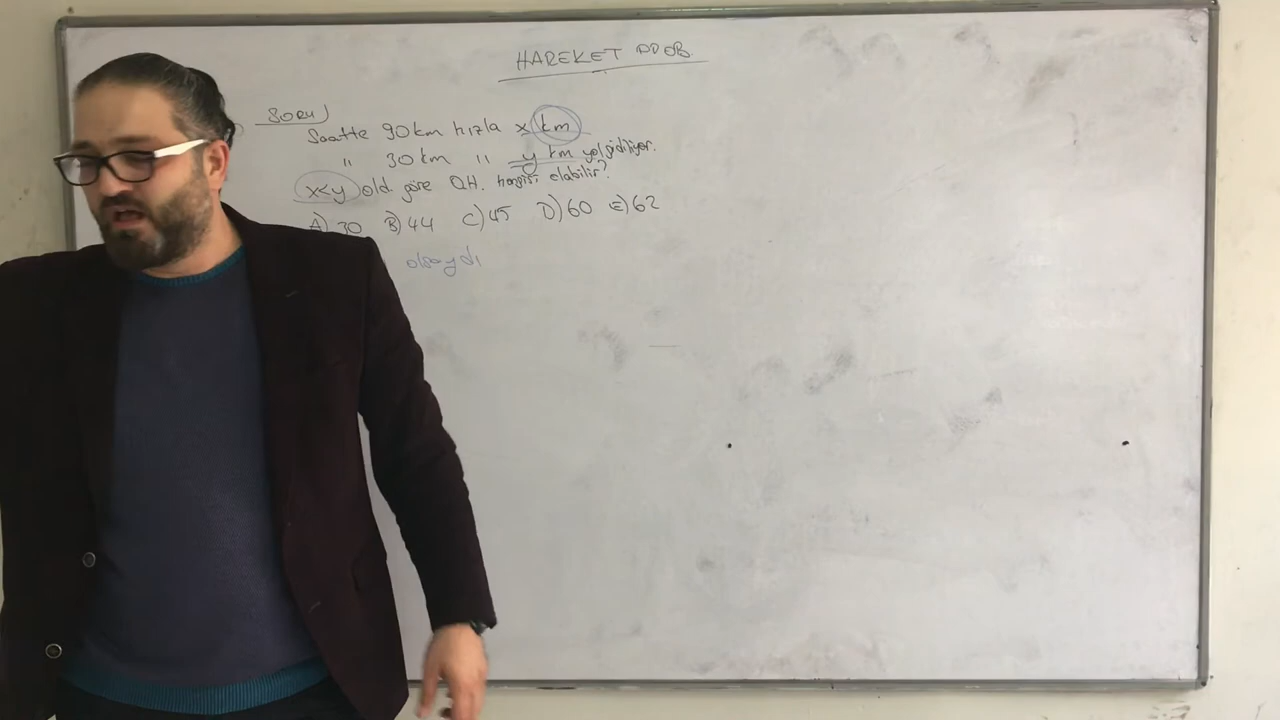 HAREKET PROB.
SORU)
Saatte 90km hızla x km
" 30km " y km yol gidiliyor.
x<y old. göre O.H. hangisi olabilir?
A) 30 B) 44 C) 45 D) 60 E) 62
olsaydı